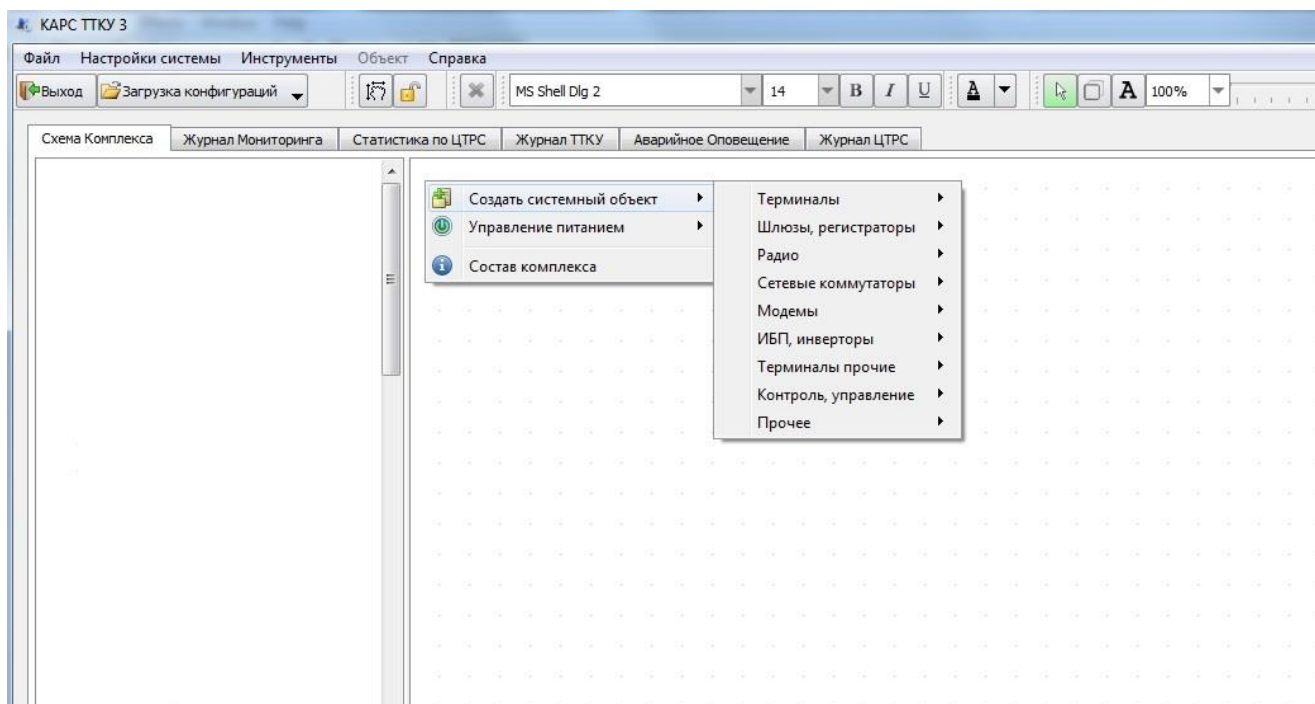 КАРС ТТКУ 3
Файл Настройки системы Инструменты Объект Справка
Выход Загрузка конфигураций MS Shell Dlg 2 14 B I U A A 100%
Схема Комплекса Журнал Мониторинга Статистика по ЦТРС Журнал ТТКУ Аварийное Оповещение Журнал ЦТРС
Создать системный объект
Управление питанием
Состав комплекса
Терминалы
Шлюзы, регистраторы
Радио
Сетевые коммутаторы
Модемы
ИБП, инверторы
Терминалы прочие
Контроль, управление
Прочее